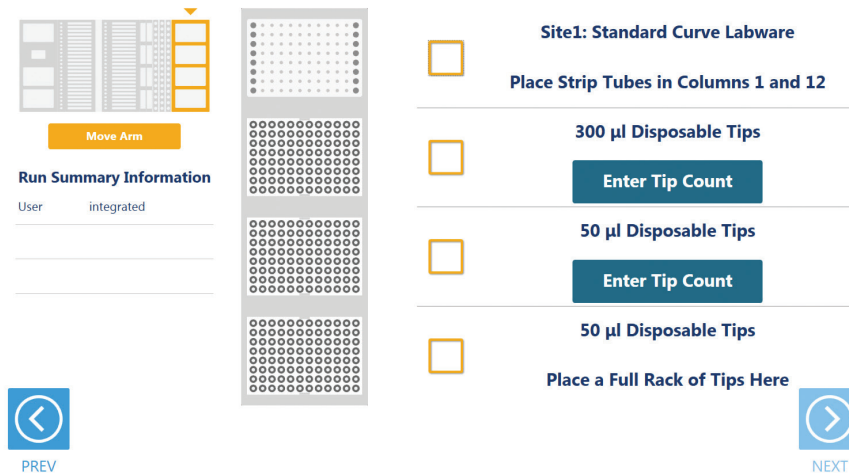 Move Arm
Run Summary Information
User integrated
PREV
Site1: Standard Curve Labware
Place Strip Tubes in Columns 1 and 12
300 µl Disposable Tips
Enter Tip Count
50 µl Disposable Tips
Enter Tip Count
50 µl Disposable Tips
Place a Full Rack of Tips Here
NEXT